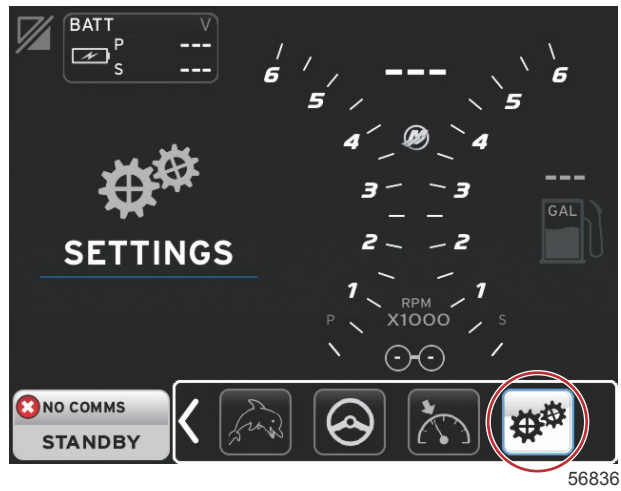 BATT V
P ---
S ---
---
6 6
5 5
4 4
3 3
2 2
1 1
RPM
X1000
P S
- -
---
GAL
SETTINGS
NO COMMS
STANDBY
56836